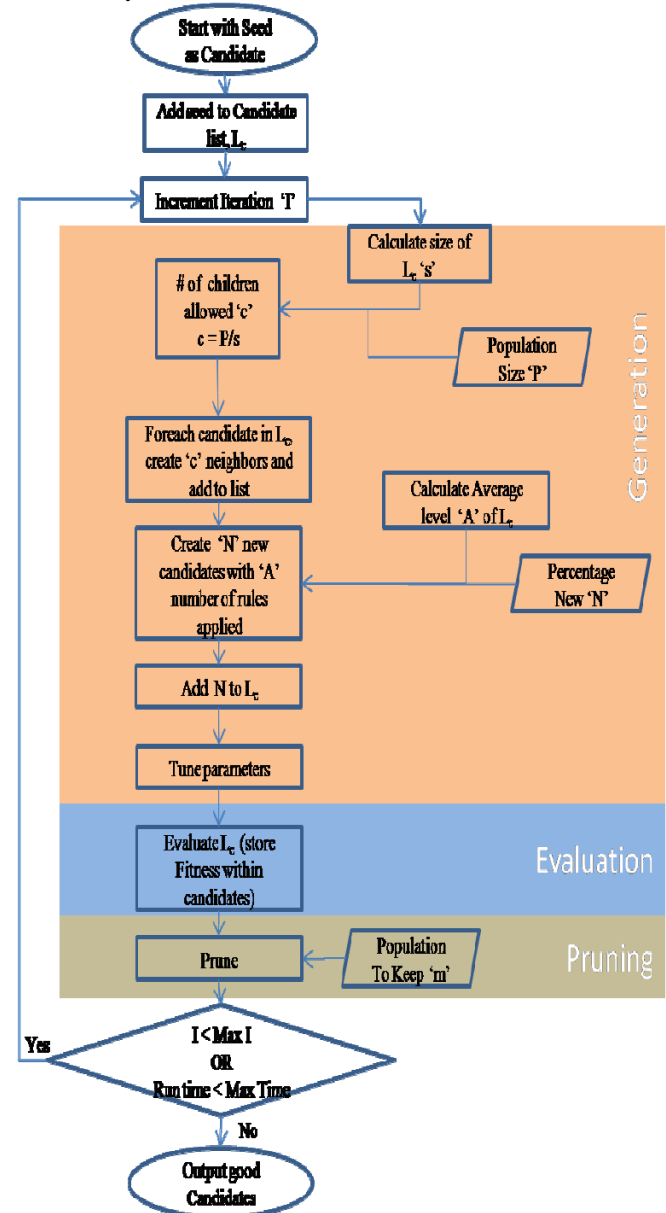 Start with Seed
as Candidate
Add seed to Candidate
list, Lc
Increment Iteration 'I'
Calculate size of
Lc 's'
# of children
allowed 'c'
c = P/s
Population
Size 'P'
Generation
Foreach candidate in Lc,
create 'c' neighbors and
add to list
Calculate Average
level 'A' of Lc
Create 'N' new
candidates with 'A'
number of rules
applied
Percentage
New 'N'
Add N to Lc
Tune parameters
Evaluate Lc (store
Fitness within
candidates)
Evaluation
Prune
Population
To Keep 'm'
Pruning
Yes
I < Max I
OR
Run time < Max Time
No
Output good
Candidates